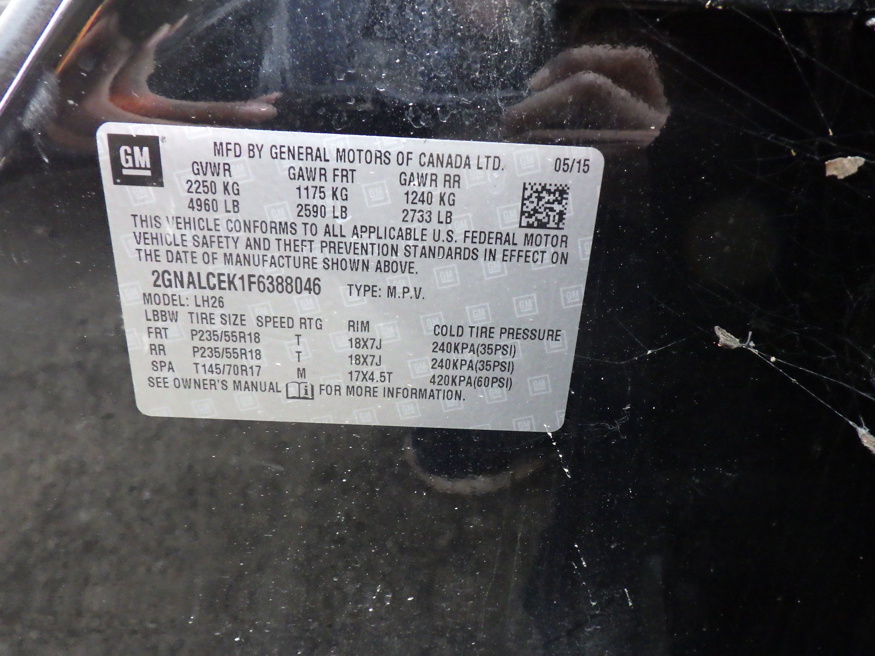 GM
MFD BY GENERAL MOTORS OF CANADA LTD. 05/15
GVWR GAWR FRT GAWR RR
2250 KG 1175 KG 1240 KG
4960 LB 2590 LB 2733 LB
THIS VEHICLE CONFORMS TO ALL APPLICABLE U.S. FEDERAL MOTOR
VEHICLE SAFETY AND THEFT PREVENTION STANDARDS IN EFFECT ON
THE DATE OF MANUFACTURE SHOWN ABOVE.
2GNALCEK1F6388046 TYPE: M.P.V.
MODEL: LH26
LBBW TIRE SIZE SPEED RTG RIM COLD TIRE PRESSURE
FRT P235/55R18 T 18X7J 240KPA(35PSI)
RR P235/55R18 T 18X7J 240KPA(35PSI)
SPA T145/70R17 M 17X4.5T 420KPA(60PSI)
SEE OWNER'S MANUAL FOR MORE INFORMATION.